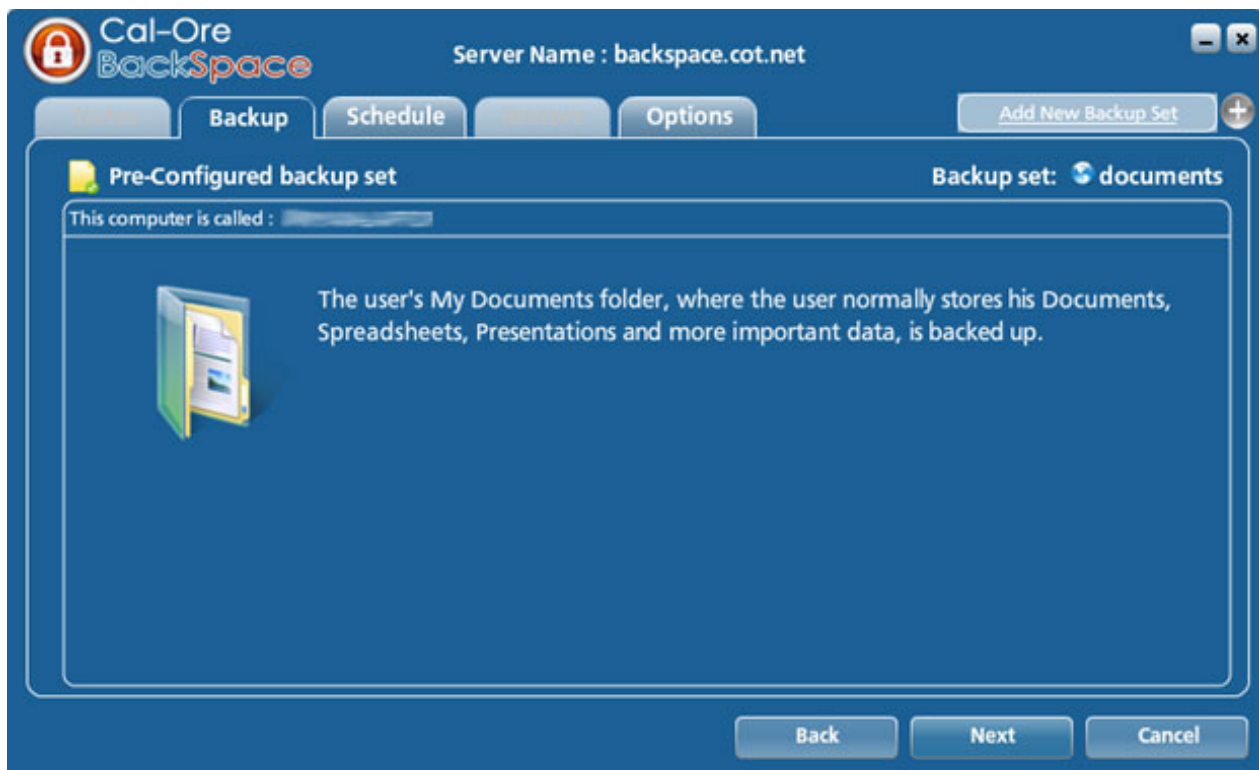 Cal-Ore
BackSpace
Server Name : backspace.cot.net
Backup
Schedule
Options
Add New Backup Set
Pre-Configured backup set
Backup set: documents
This computer is called :
The user's My Documents folder, where the user normally stores his Documents,
Spreadsheets, Presentations and more important data, is backed up.
Back
Next
Cancel